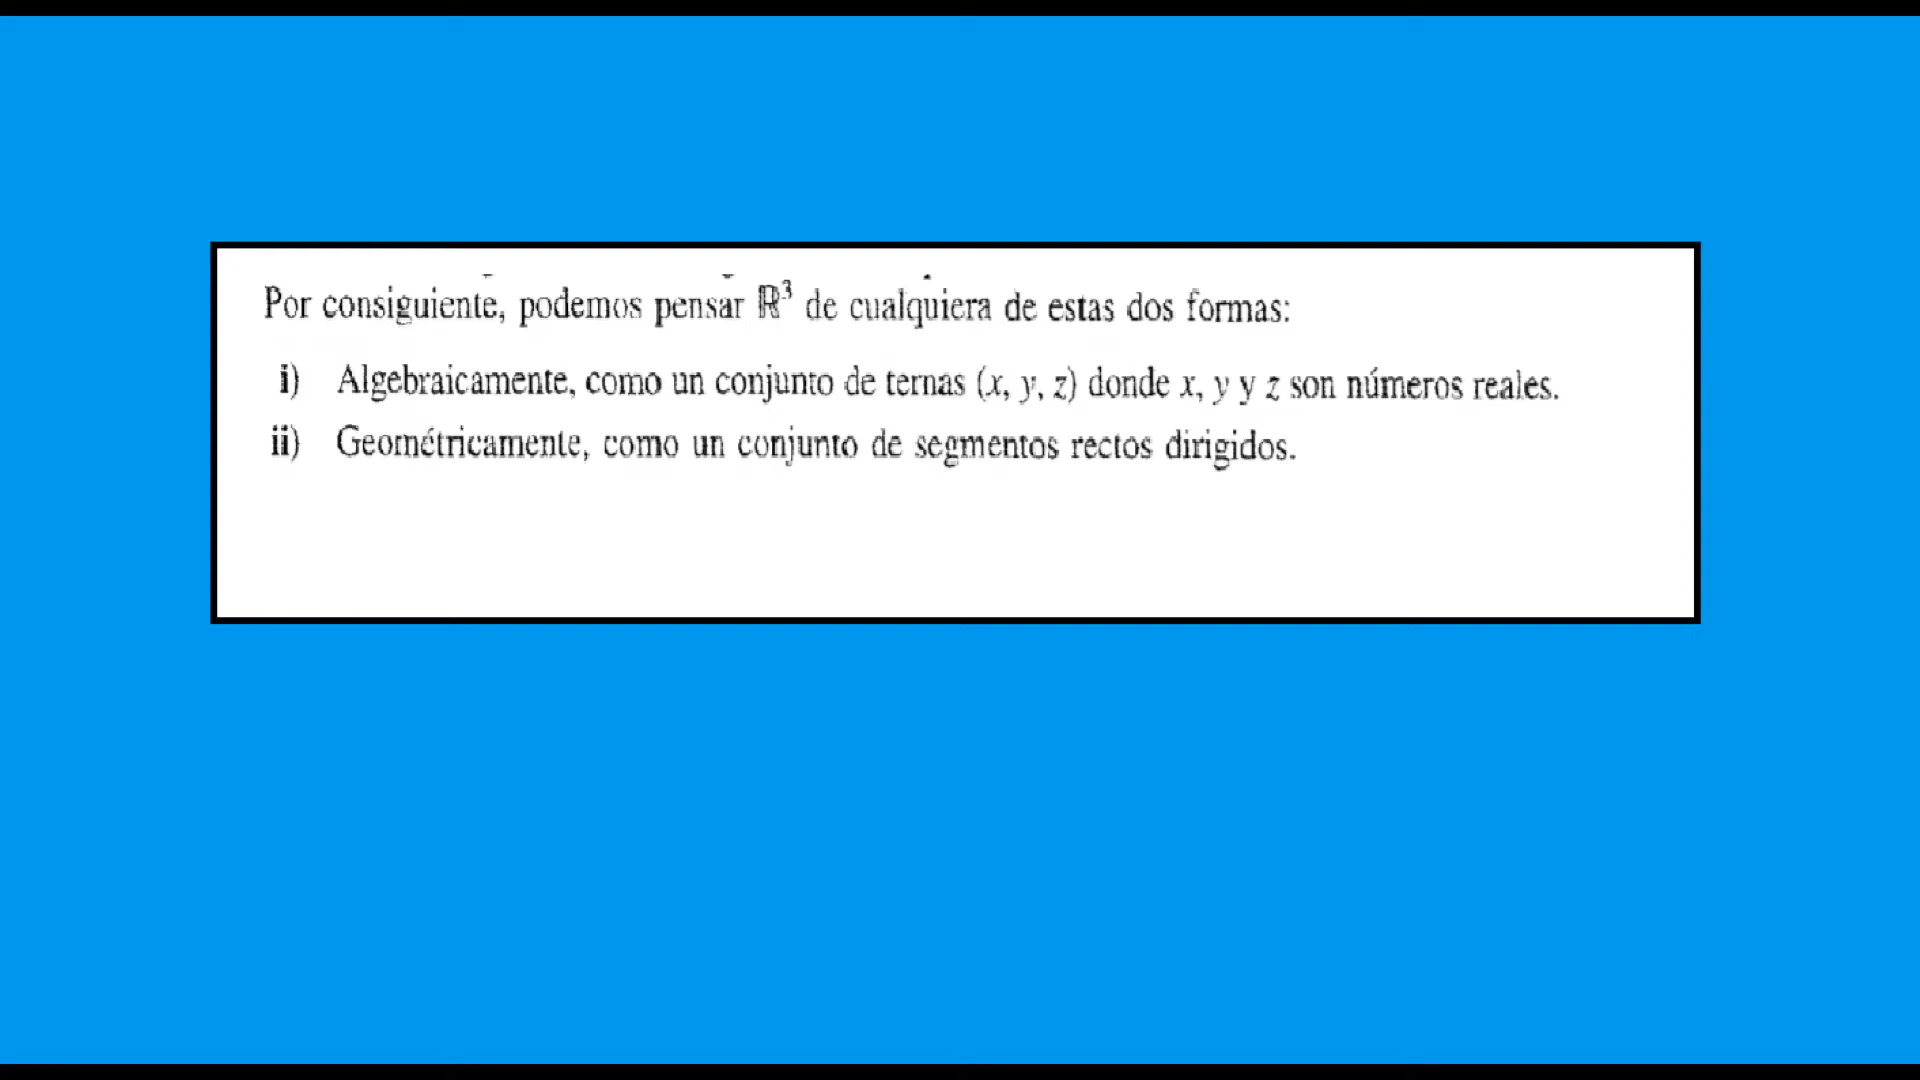 Por consiguiente, podemos pensar ℝ³ de cualquiera de estas dos formas:
i) Algebraicamente, como un conjunto de ternas (x, y, z) donde x, y y z son números reales.
ii) Geométricamente, como un conjunto de segmentos rectos dirigidos.